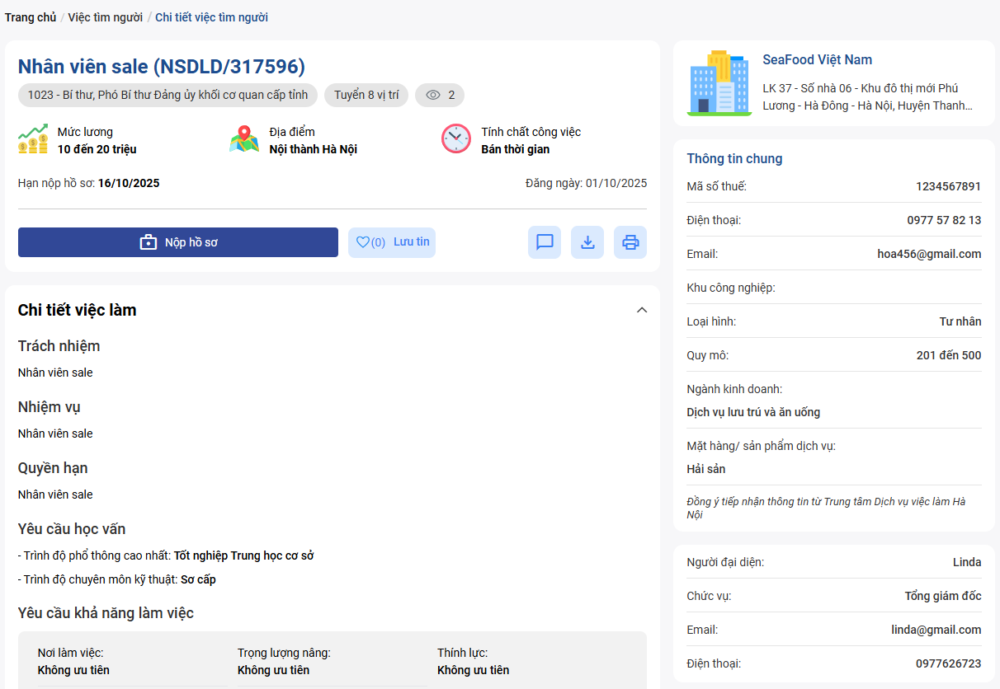 Trang chủ / Việc tìm người / Chi tiết việc tìm người
Nhân viên sale (NSDLD/317596)
1023 - Bí thư, Phó Bí thư Đảng ủy khối cơ quan cấp tỉnh
Tuyển 8 vị trí
2
Mức lương
10 đến 20 triệu
Địa điểm
Nội thành Hà Nội
Tính chất công việc
Bán thời gian
Hạn nộp hồ sơ: 16/10/2025
Đăng ngày: 01/10/2025
Nộp hồ sơ
(0) Lưu tin
Chi tiết việc làm
Trách nhiệm
Nhân viên sale
Nhiệm vụ
Nhân viên sale
Quyền hạn
Nhân viên sale
Yêu cầu học vấn
- Trình độ phổ thông cao nhất: Tốt nghiệp Trung học cơ sở
- Trình độ chuyên môn kỹ thuật: Sơ cấp
Yêu cầu khả năng làm việc
Nơi làm việc:
Không ưu tiên
Trọng lượng nâng:
Không ưu tiên
Thính lực:
Không ưu tiên
SeaFood Việt Nam
LK 37 - Số nhà 06 - Khu đô thị mới Phú
Lương - Hà Đông - Hà Nội, Huyện Thanh...
Thông tin chung
Mã số thuế: 1234567891
Điện thoại: 0977 57 82 13
Email: hoa456@gmail.com
Khu công nghiệp:
Loại hình: Tư nhân
Quy mô: 201 đến 500
Ngành kinh doanh:
Dịch vụ lưu trú và ăn uống
Mặt hàng/ sản phẩm dịch vụ:
Hải sản
Đồng ý tiếp nhận thông tin từ Trung tâm Dịch vụ việc làm Hà
Nội
Người đại diện: Linda
Chức vụ: Tổng giám đốc
Email: linda@gmail.com
Điện thoại: 0977626723